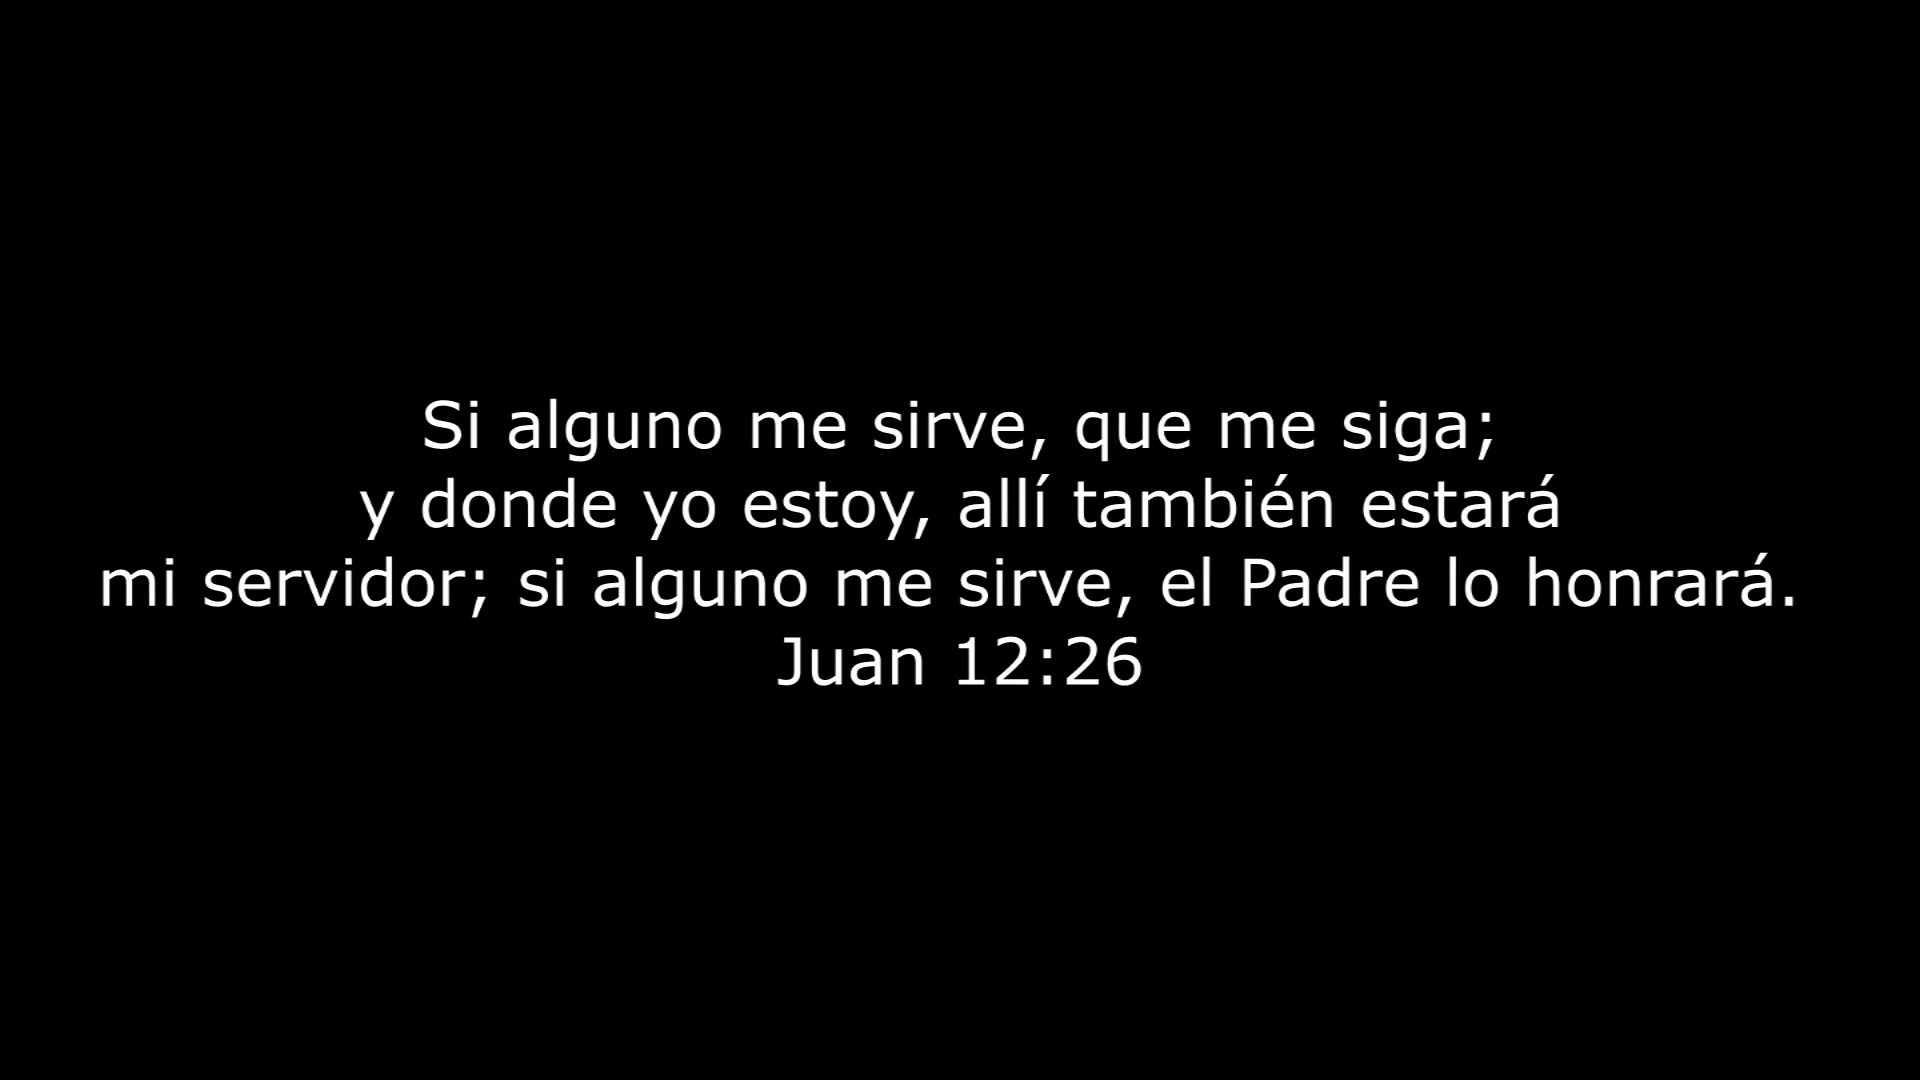 Si alguno me sirve, que me siga;
y donde yo estoy, allí también estará
mi servidor; si alguno me sirve, el Padre lo honrará.
Juan 12:26